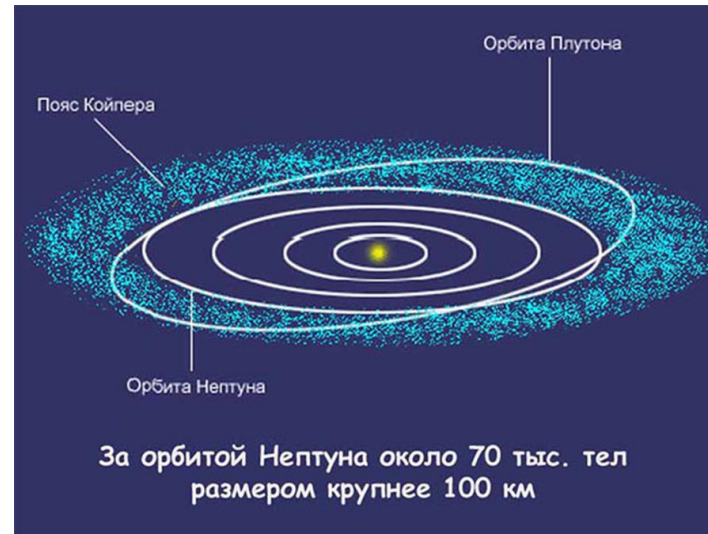 Орбита Плутона
Пояс Койпера
Орбита Нептуна
За орбитой Нептуна около 70 тыс. тел
размером крупнее 100 км